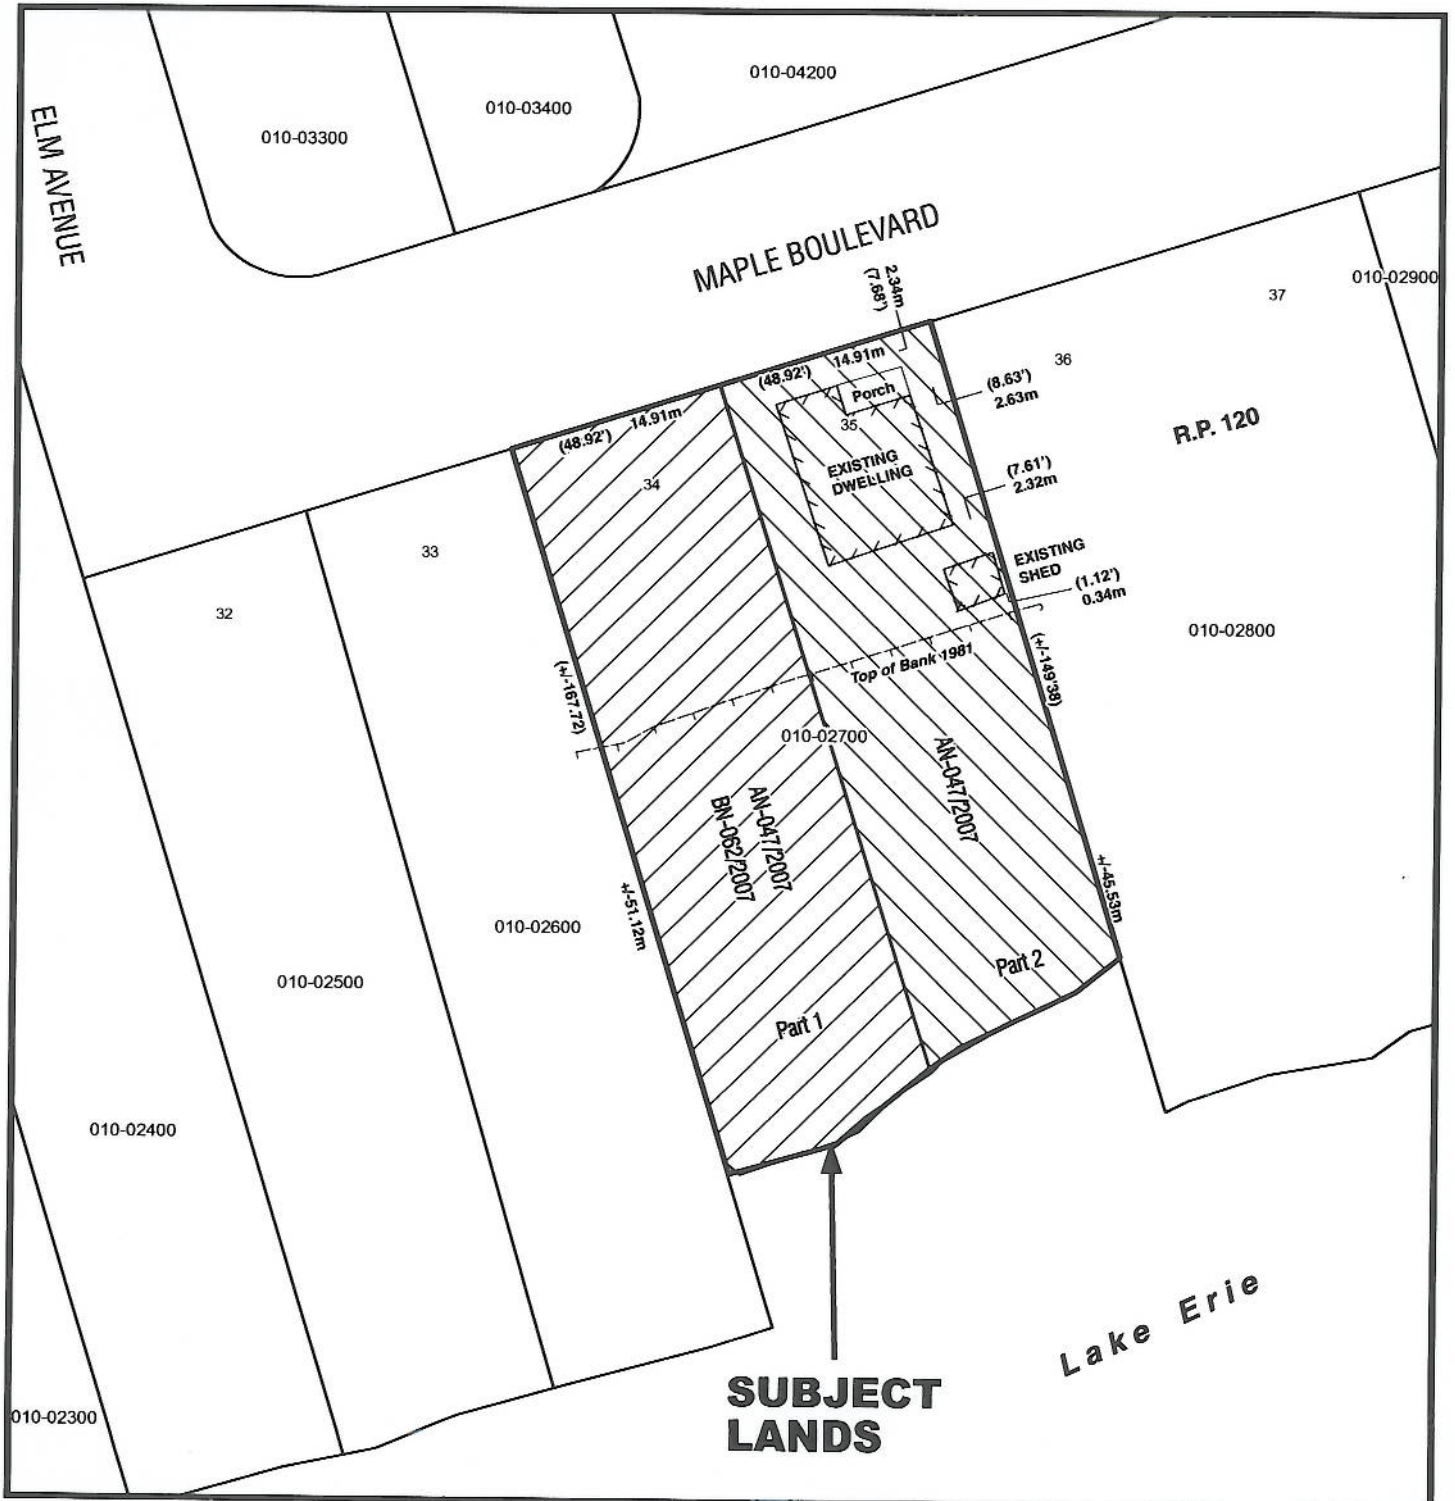 010-04200
010-03400
010-03300
ELM AVENUE
MAPLE BOULEVARD
2.34m
(7.68')
010-02900
37
36
(8.63')
2.63m
R.P. 120
(48.92') 14.91m
Porch
35
EXISTING
DWELLING
(7.61')
2.32m
(48.92') 14.91m
34
33
32
EXISTING
SHED
(1.12')
0.34m
010-02800
Top of Bank 1981
(+/-149'38)
(+/-167.72)
010-02700
AN-047/2007
AN-047/2007
BN-062/2007
+/-45.53m
+/-51.12m
010-02600
010-02500
Part 2
Part 1
010-02400
Lake Erie
SUBJECT
LANDS
010-02300